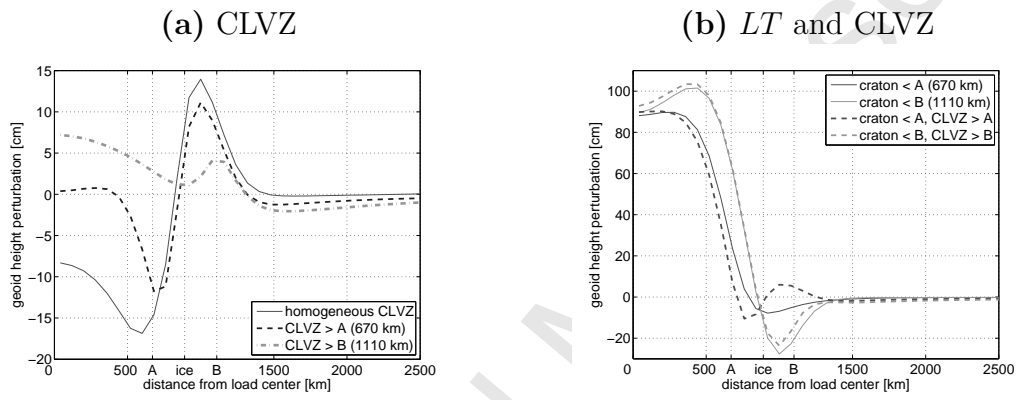 (a) CLVZ
15
10
5
0
−5
−10
−15
−20
geoid height perturbation [cm]
homogeneous CLVZ
CLVZ > A (670 km)
CLVZ > B (1110 km)
0 500 A ice B 1500 2000 2500
distance from load center [km]
(b) LT and CLVZ
100
80
60
40
20
0
−20
geoid height perturbation [cm]
craton < A (670 km)
craton < B (1110 km)
craton < A, CLVZ > A
craton < B, CLVZ > B
0 500 A ice B 1500 2000 2500
distance from load center [km]